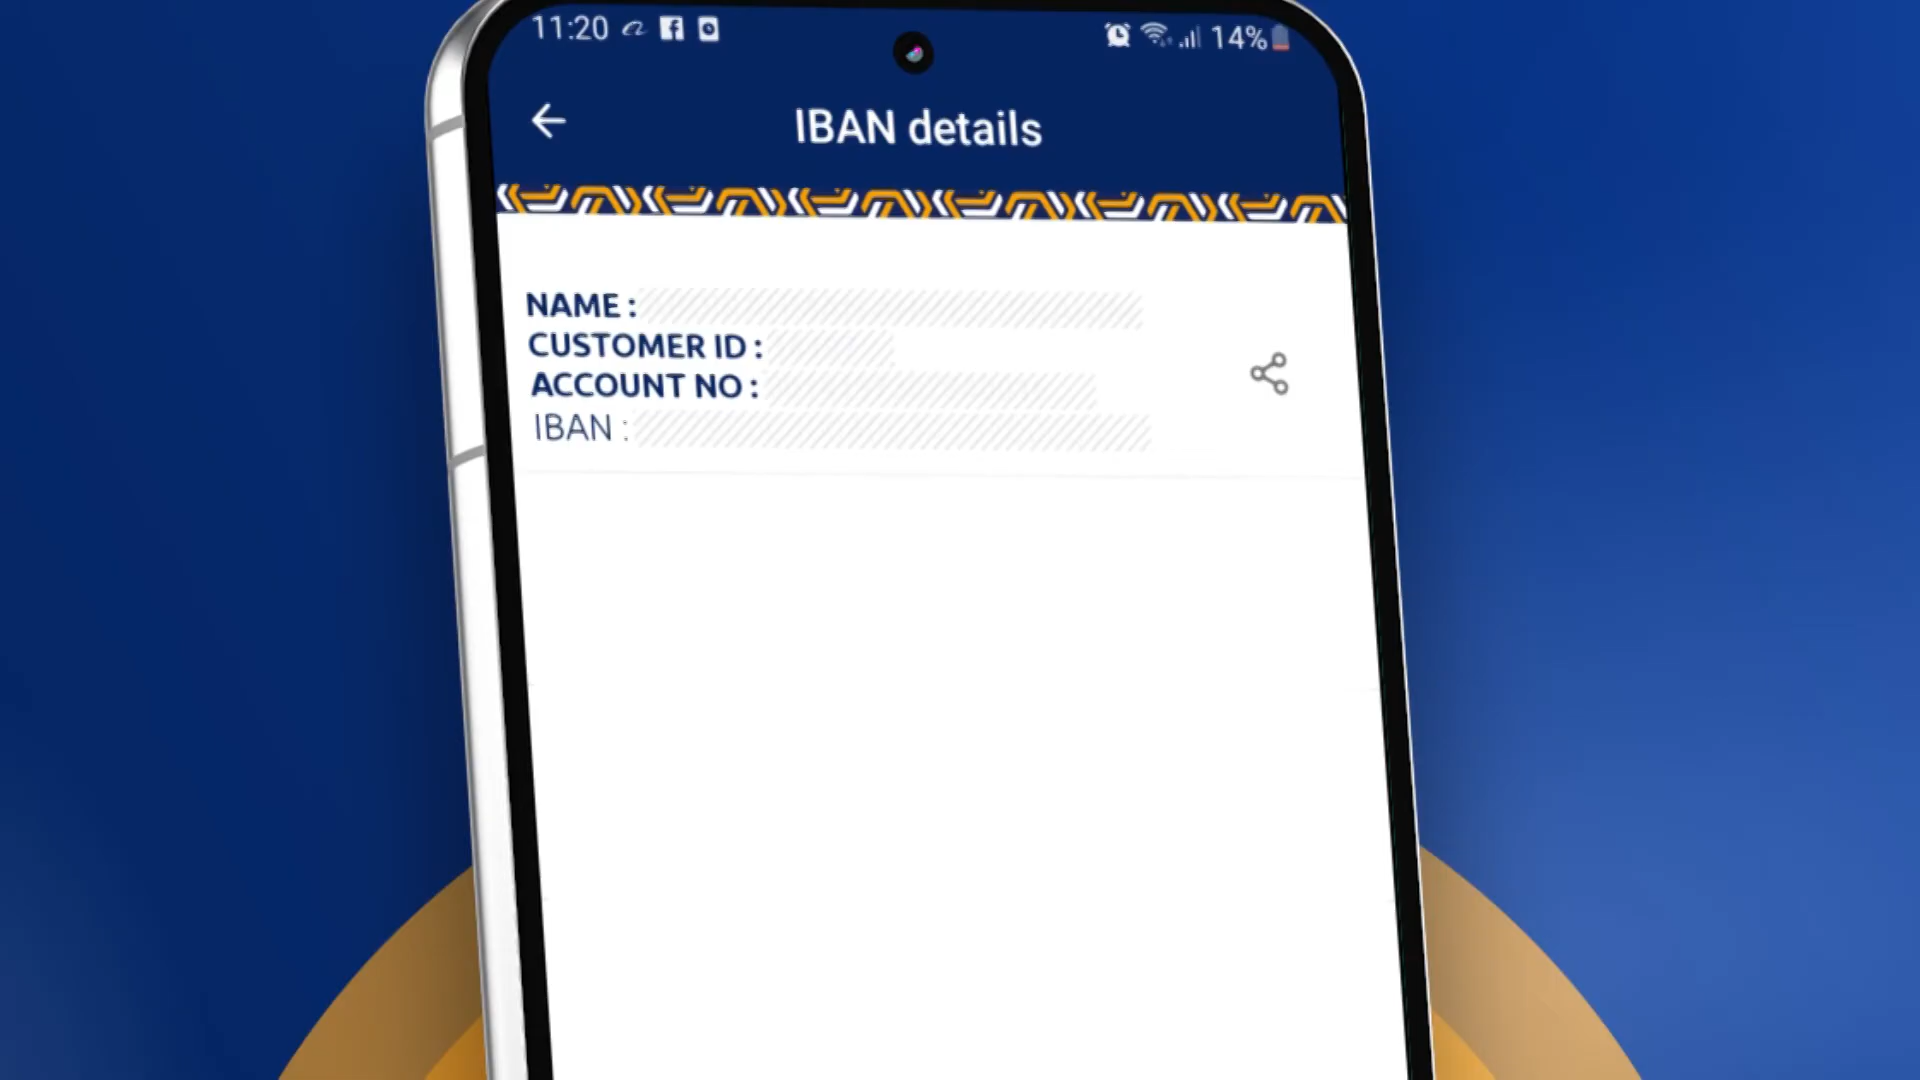 11:20
14%
IBAN details
NAME :
CUSTOMER ID :
ACCOUNT NO :
IBAN :